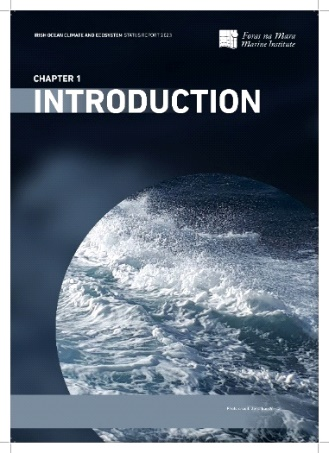 IRISH OCEAN CLIMATE AND ECOSYSTEM STATUS REPORT 2023
Foras na Mara
Marine Institute
CHAPTER 1
INTRODUCTION